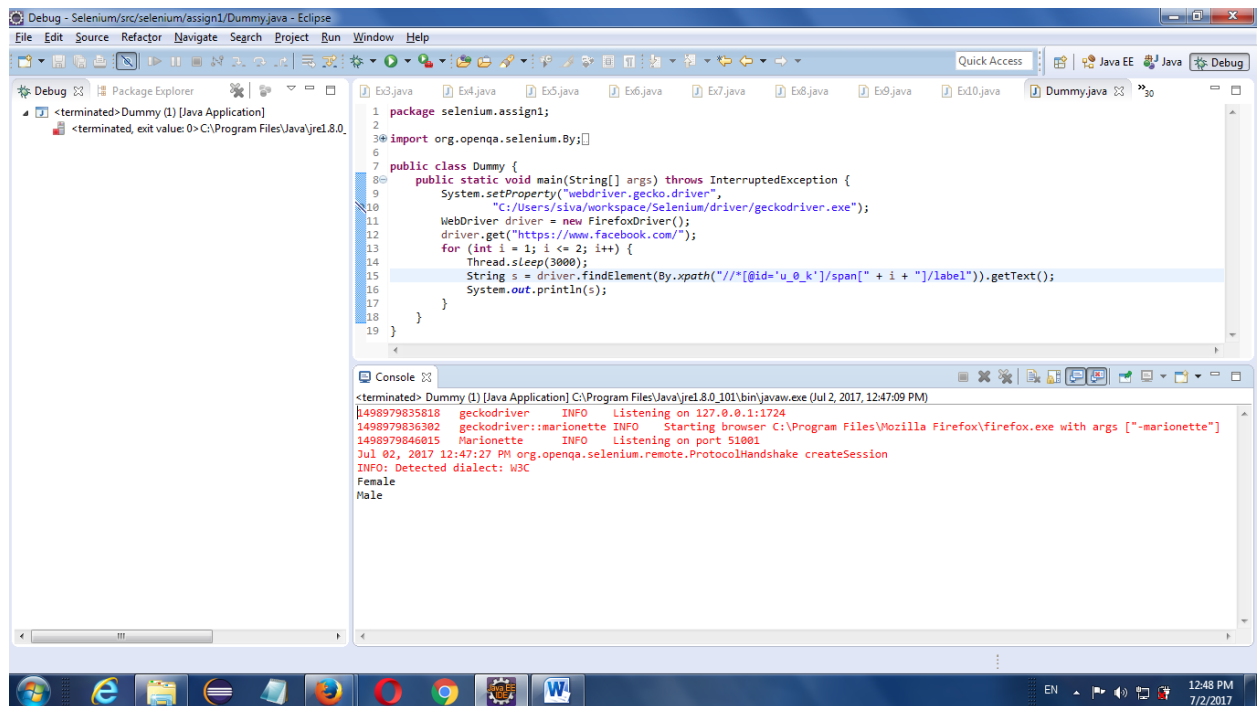 Debug - Selenium/src/selenium/assign1/Dummy.java - Eclipse
File Edit Source Refactor Navigate Search Project Run Window Help
Quick Access Java EE Java Debug
Debug Package Explorer
<terminated>Dummy (1) [Java Application]
<terminated, exit value: 0>C:\Program Files\Java\jre1.8.0_
Ex3.java Ex4.java Ex5.java Ex6.java Ex7.java Ex8.java Ex9.java Ex10.java Dummy.java »30
1 package selenium.assign1;
2
3 import org.openqa.selenium.By;
6
7 public class Dummy {
8 public static void main(String[] args) throws InterruptedException {
9 System.setProperty("webdriver.gecko.driver",
10 "C:/Users/siva/workspace/Selenium/driver/geckodriver.exe");
11 WebDriver driver = new FirefoxDriver();
12 driver.get("https://www.facebook.com/");
13 for (int i = 1; i <= 2; i++) {
14 Thread.sleep(3000);
15 String s = driver.findElement(By.xpath("//*[@id='u_0_k']/span[" + i + "]/label")).getText();
16 System.out.println(s);
17 }
18 }
19 }
Console
<terminated> Dummy (1) [Java Application] C:\Program Files\Java\jre1.8.0_101\bin\javaw.exe (Jul 2, 2017, 12:47:09 PM)
1498979835818 geckodriver INFO Listening on 127.0.0.1:1724
1498979836302 geckodriver::marionette INFO Starting browser C:\Program Files\Mozilla Firefox\firefox.exe with args ["-marionette"]
1498979846015 Marionette INFO Listening on port 51001
Jul 02, 2017 12:47:27 PM org.openqa.selenium.remote.ProtocolHandshake createSession
INFO: Detected dialect: W3C
Female
Male
Java EE
IDE
W
EN
12:48 PM
7/2/2017